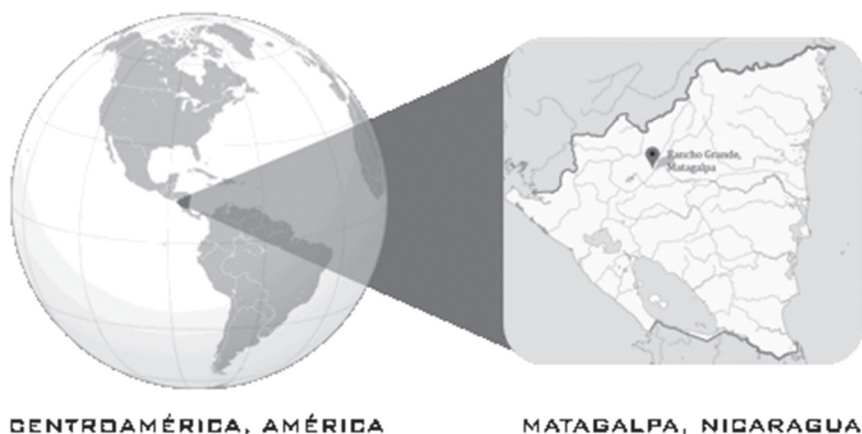 Rancho Grande,
Matagalpa
CENTROAMÉRICA, AMÉRICA
MATAGALPA, NICARAGUA